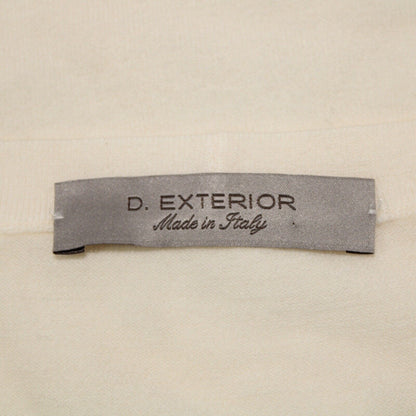 D. EXTERIOR
Made in Italy